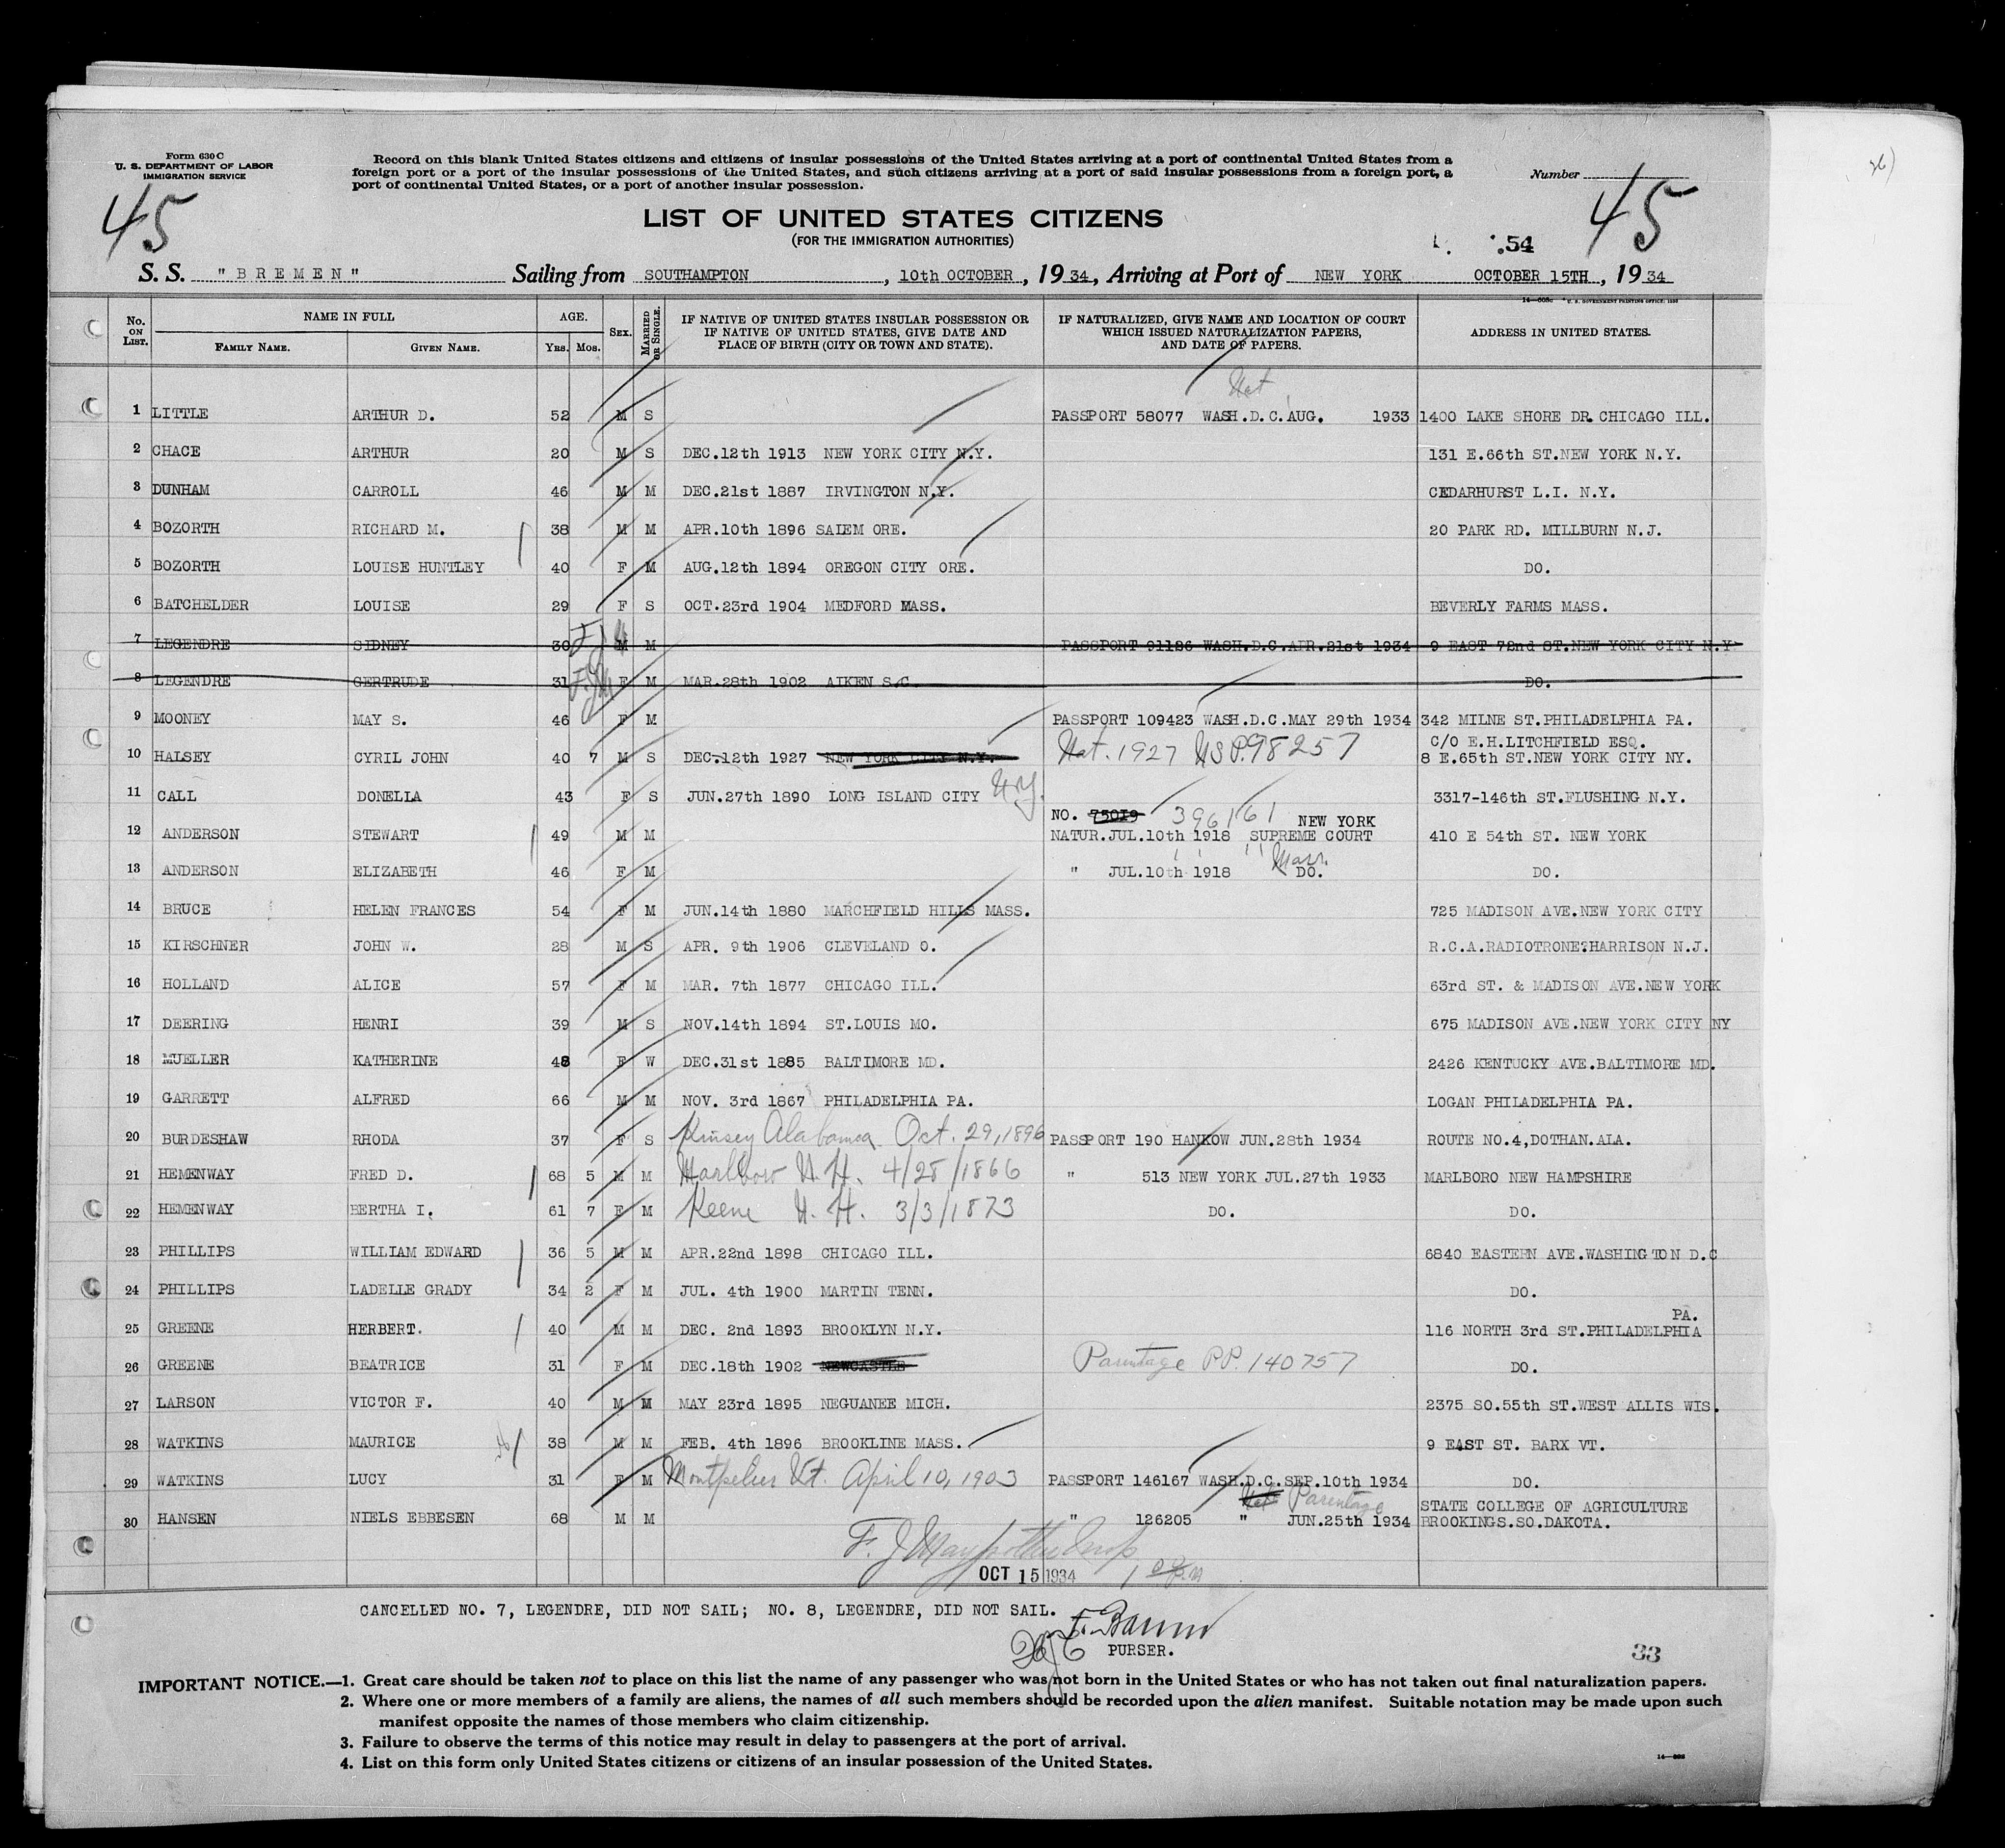 26)
Form 630 C
U. S. DEPARTMENT OF LABOR
IMMIGRATION SERVICE
Record on this blank United States citizens and citizens of insular possessions of the United States arriving at a port of continental United States from a
foreign port or a port of the insular possessions of the United States, and such citizens arriving at a port of said insular possessions from a foreign port, a
port of continental United States, or a port of another insular possession.
Number
45 45
LIST OF UNITED STATES CITIZENS
(FOR THE IMMIGRATION AUTHORITIES)
.54
S. S. "BREMEN" Sailing from SOUTHAMPTON, 10th OCTOBER, 1934, Arriving at Port of NEW YORK OCTOBER 15TH, 1934
No. ON LIST. NAME IN FULL FAMILY NAME. GIVEN NAME. AGE. YRS. MOS. SEX. MARRIED OR SINGLE. IF NATIVE OF UNITED STATES INSULAR POSSESSION OR IF NATIVE OF UNITED STATES, GIVE DATE AND PLACE OF BIRTH (CITY OR TOWN AND STATE). IF NATURALIZED, GIVE NAME AND LOCATION OF COURT WHICH ISSUED NATURALIZATION PAPERS, AND DATE OF PAPERS. ADDRESS IN UNITED STATES.
Nat
1 LITTLE ARTHUR D. 52 M S PASSPORT 58077 WASH.D.C.AUG. 1933 1400 LAKE SHORE DR. CHICAGO ILL.
2 CHACE ARTHUR 20 M S DEC.12th 1913 NEW YORK CITY N.Y. 131 E.66th ST.NEW YORK N.Y.
3 DUNHAM CARROLL 46 M M DEC.21st 1887 IRVINGTON N.Y. CEDARHURST L.I. N.Y.
4 BOZORTH RICHARD M. 38 M M APR.10th 1896 SALEM ORE. 20 PARK RD. MILLBURN N.J.
5 BOZORTH LOUISE HUNTLEY 40 F M AUG.12th 1894 OREGON CITY ORE. DO.
6 BATCHELDER LOUISE 29 F S OCT.23rd 1904 MEDFORD MASS. BEVERLY FARMS MASS.
7 LEGENDRE SIDNEY 30 M M PASSPORT 91126 WASH.D.C.APR.21st 1934 9 EAST 72nd ST.NEW YORK CITY N.Y
8 LEGENDRE GERTRUDE 31 F M MAR.28th 1902 AIKEN S.C. DO.
9 MOONEY MAY S. 46 F M PASSPORT 109423 WASH.D.C.MAY 29th 1934 342 MILNE ST.PHILADELPHIA PA.
C/O E.H.LITCHFIELD ESQ.
10 HALSEY CYRIL JOHN 40 7 M S DEC.12th 1927 NEW YORK CITY N.Y. Nat. 1927 USP.98257 8 E.65th ST.NEW YORK CITY NY.
11 CALL DONELLA 43 F S JUN.27th 1890 LONG ISLAND CITY N.Y. 3317-146th ST.FLUSHING N.Y.
NO. 75019 396161 NEW YORK
12 ANDERSON STEWART 49 M M NATUR.JUL.10th 1918 SUPREME COURT 410 E 54th ST. NEW YORK
Marr.
13 ANDERSON ELIZABETH 46 F M " JUL.10th 1918 DO. DO.
14 BRUCE HELEN FRANCES 54 F M JUN.14th 1880 MARCHFIELD HILLS MASS. 725 MADISON AVE.NEW YORK CITY
15 KIRSCHNER JOHN W. 28 M S APR. 9th 1906 CLEVELAND O. R.C.A.RADIOTRONE?HARRISON N.J.
16 HOLLAND ALICE 57 F M MAR. 7th 1877 CHICAGO ILL. 63rd ST. & MADISON AVE.NEW YORK
17 DEERING HENRI 39 M S NOV.14th 1894 ST.LOUIS MO. 675 MADISON AVE.NEW YORK CITY NY
18 MUELLER KATHERINE 48 F W DEC.31st 1885 BALTIMORE MD. 2426 KENTUCKY AVE.BALTIMORE MD.
19 GARRETT ALFRED 66 M M NOV. 3rd 1867 PHILADELPHIA PA. LOGAN PHILADELPHIA PA.
20 BURDESHAW RHODA 37 F S Kinsey Alabama Oct. 29, 1896 PASSPORT 190 HANKOW JUN.28th 1934 ROUTE NO.4,DOTHAN.ALA.
21 HEMENWAY FRED D. 68 5 M M Marlboro N.H. 4/28/1866 " 513 NEW YORK JUL.27th 1933 MARLBORO NEW HAMPSHIRE
22 HEMENWAY BERTHA I. 61 7 F M Keene N.H. 3/3/1873 DO. DO.
23 PHILLIPS WILLIAM EDWARD 36 5 M M APR.22nd 1898 CHICAGO ILL. 6840 EASTERN AVE.WASHINGTON D.C
24 PHILLIPS LADELLE GRADY 34 2 F M JUL. 4th 1900 MARTIN TENN. DO.
PA.
25 GREENE HERBERT. 40 M M DEC. 2nd 1893 BROOKLYN N.Y. 116 NORTH 3rd ST.PHILADELPHIA
26 GREENE BEATRICE 31 F M DEC.18th 1902 NEWCASTLE Parentage PP. 140757 DO.
27 LARSON VICTOR F. 40 M M MAY 23rd 1895 NEGUANEE MICH. 2375 SO.55th ST.WEST ALLIS WIS.
28 WATKINS MAURICE 38 M M FEB. 4th 1896 BROOKLINE MASS. 9 EAST ST. BARX VT.
29 WATKINS LUCY 31 F M Montpelier Vt. April 10, 1903 PASSPORT 146167 WASH.D.C.SEP.10th 1934 DO.
Nat Parentage STATE COLLEGE OF AGRICULTURE
30 HANSEN NIELS EBBESEN 68 M M " 126205 " JUN.25th 1934 BROOKINGS.SO.DAKOTA.
OCT 15 1934
CANCELLED NO. 7, LEGENDRE, DID NOT SAIL; NO. 8, LEGENDRE, DID NOT SAIL.
PURSER.
33
IMPORTANT NOTICE.—1. Great care should be taken not to place on this list the name of any passenger who was not born in the United States or who has not taken out final naturalization papers.
2. Where one or more members of a family are aliens, the names of all such members should be recorded upon the alien manifest. Suitable notation may be made upon such
manifest opposite the names of those members who claim citizenship.
3. Failure to observe the terms of this notice may result in delay to passengers at the port of arrival.
4. List on this form only United States citizens or citizens of an insular possession of the United States.